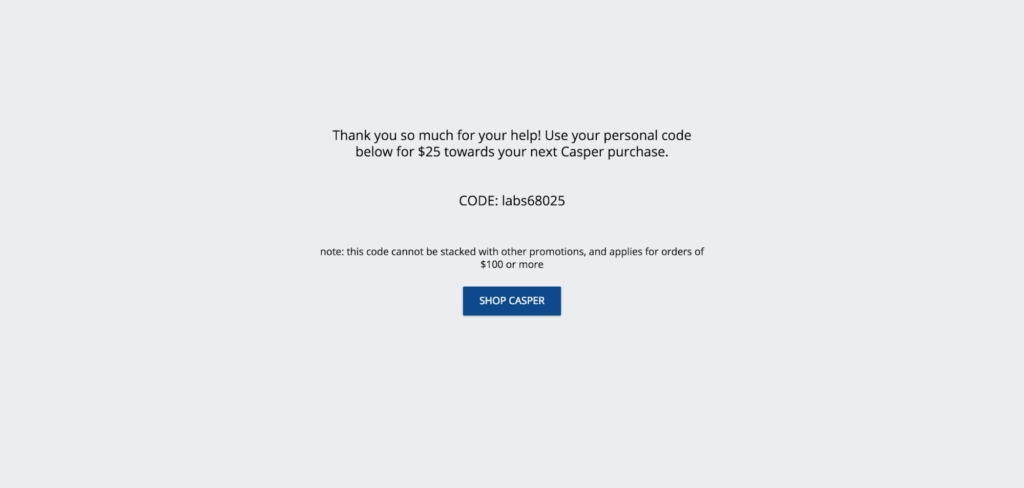 Thank you so much for your help! Use your personal code
below for $25 towards your next Casper purchase.
CODE: labs68025
note: this code cannot be stacked with other promotions, and applies for orders of
$100 or more
SHOP CASPER